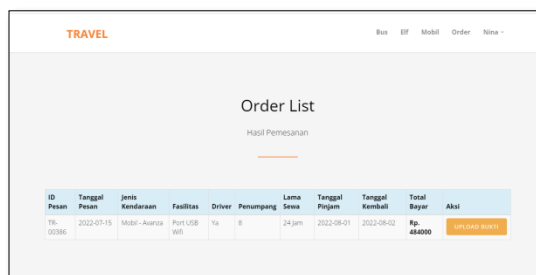 TRAVEL
Bus Elf Mobil Order Nina
Order List
Hasil Pemesanan
ID Pesan Tanggal Pesan Jenis Kendaraan Fasilitas Driver Penumpang Lama Sewa Tanggal Pinjam Tanggal Kembali Total Bayar Aksi
TR-00386 2022-07-15 Mobil - Avanza Port USB Wifi Ya 8 24 Jam 2022-08-01 2022-08-02 Rp. 484000 UPLOAD BUKTI